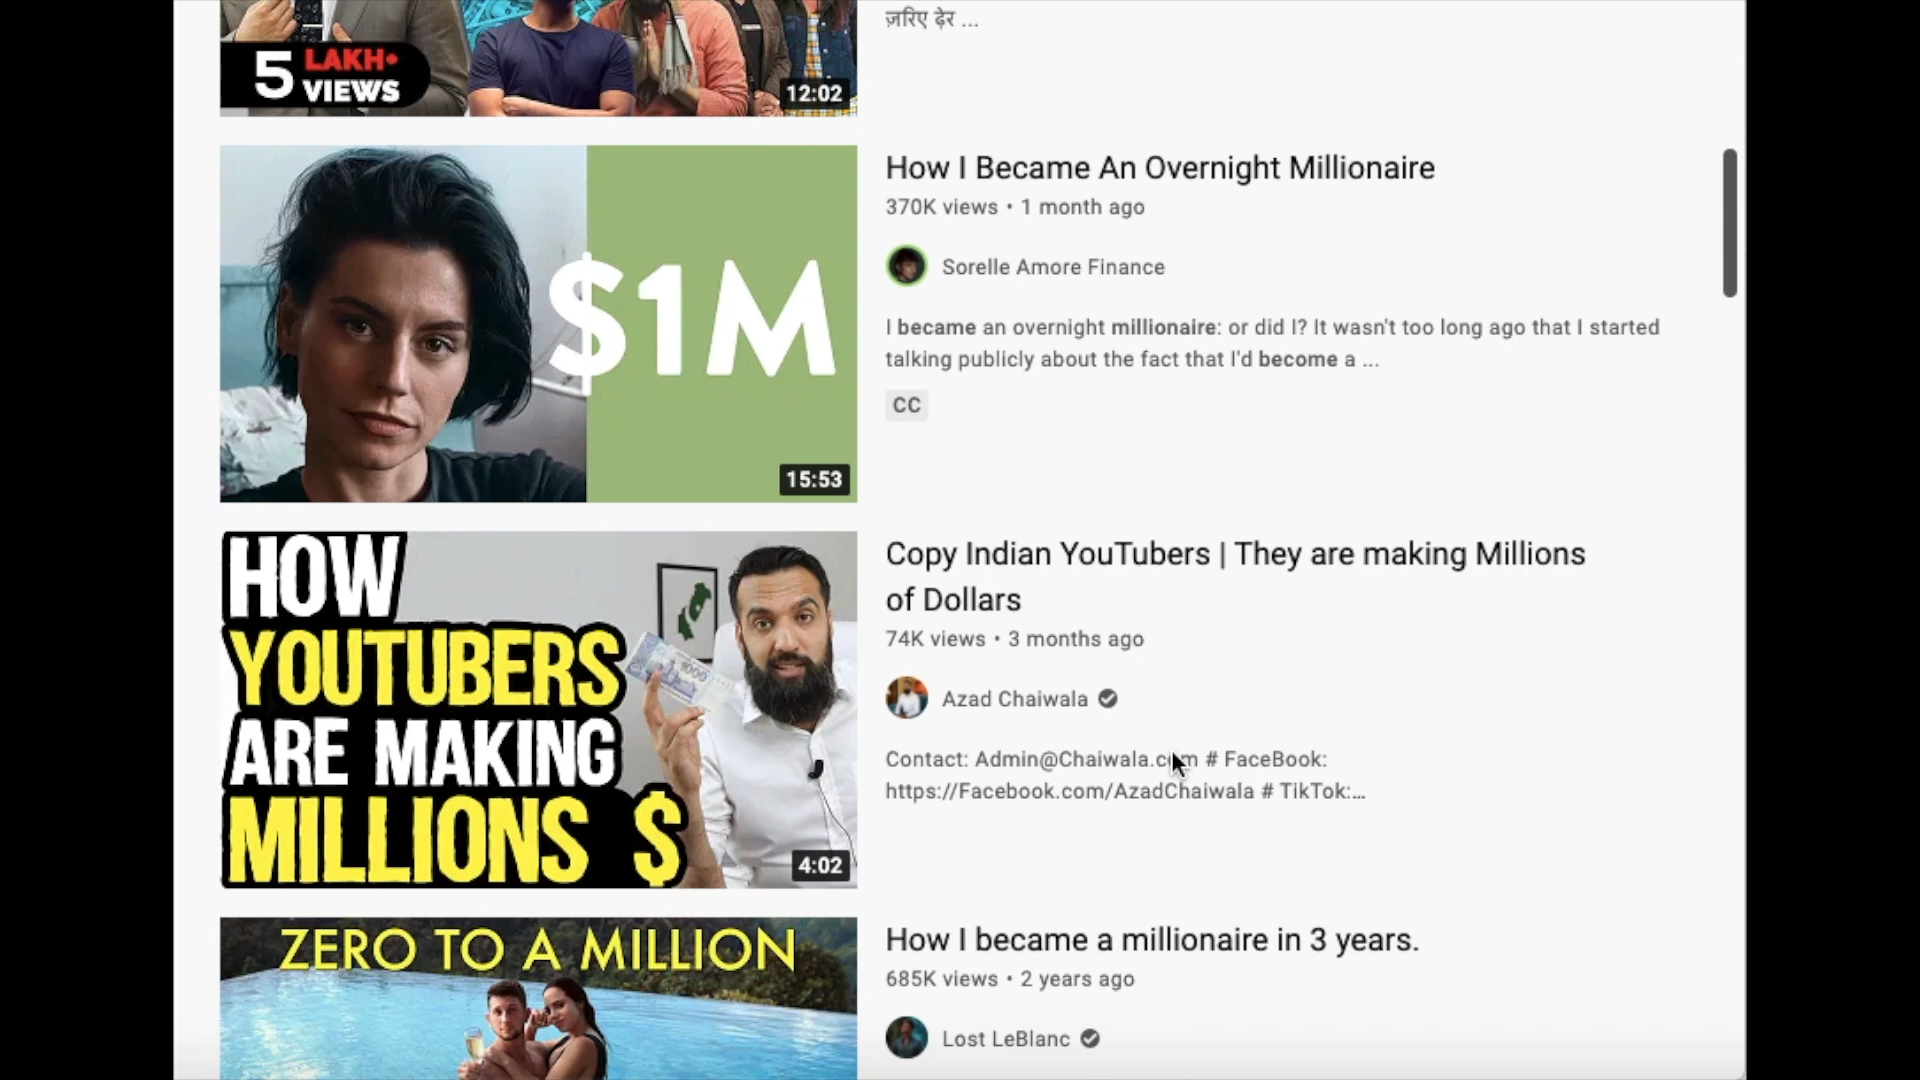 ज़रिए ढ़ेर ...
5 LAKH+
VIEWS
12:02
How I Became An Overnight Millionaire
370K views • 1 month ago
Sorelle Amore Finance
$1M
I became an overnight millionaire: or did I? It wasn't too long ago that I started
talking publicly about the fact that I'd become a ...
CC
15:53
HOW
YOUTUBERS
ARE MAKING
MILLIONS $
1000
4:02
Copy Indian YouTubers | They are making Millions
of Dollars
74K views • 3 months ago
Azad Chaiwala
Contact: Admin@Chaiwala.com # FaceBook:
https://Facebook.com/AzadChaiwala # TikTok:...
ZERO TO A MILLION
How I became a millionaire in 3 years.
685K views • 2 years ago
Lost LeBlanc